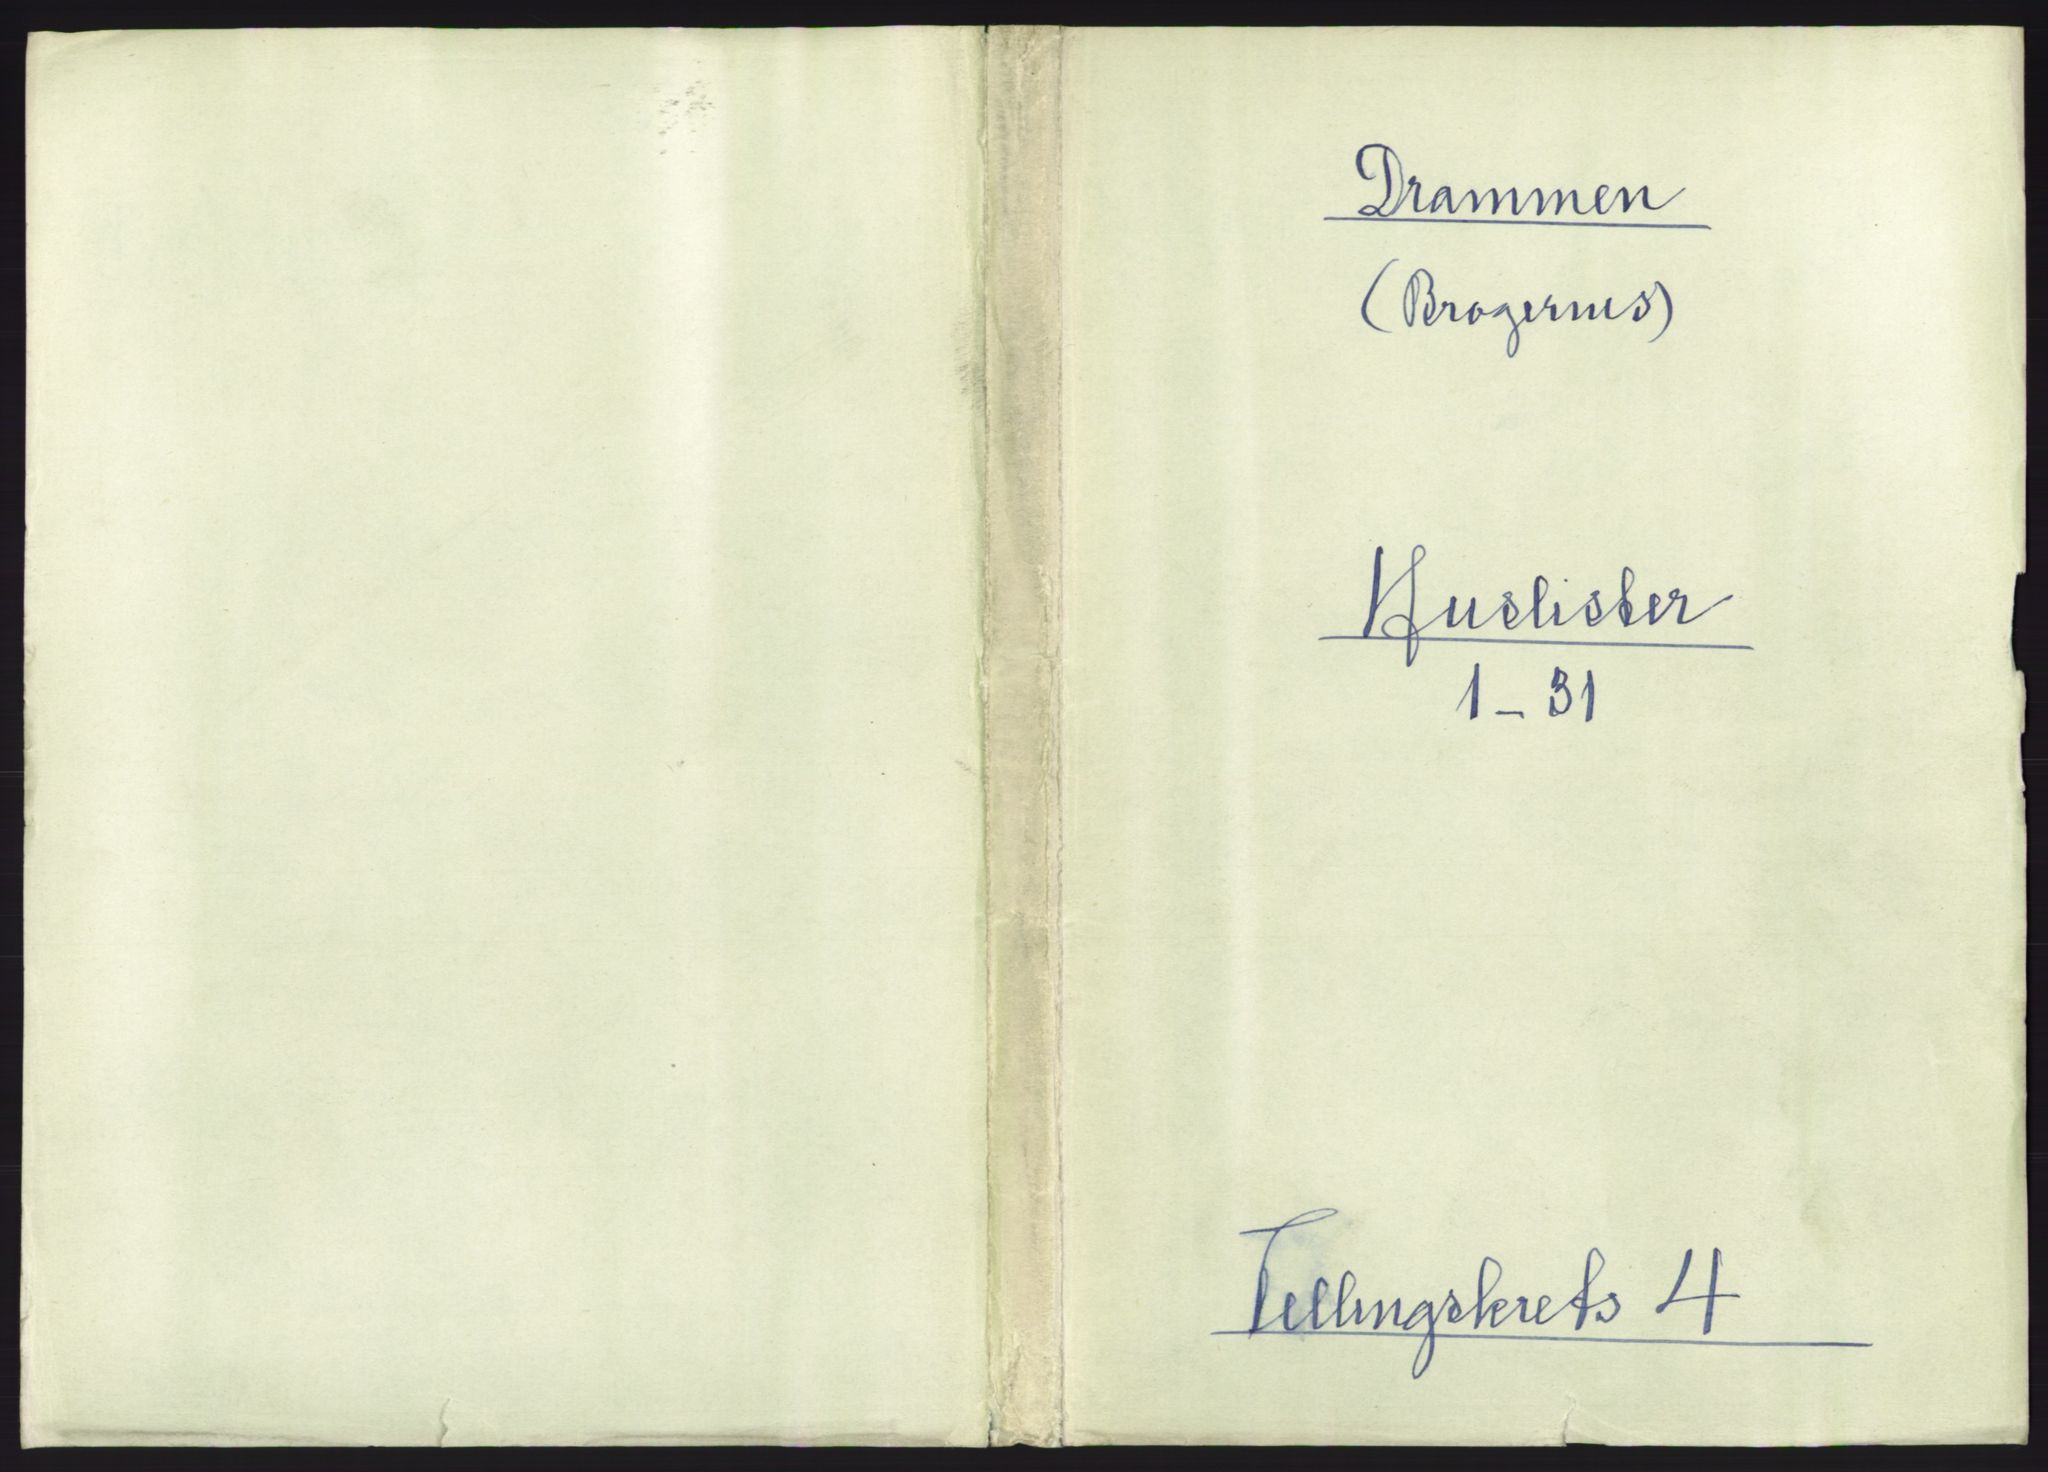 Drammen
(Bragernes)
Huslister
1 - 31
Tellingskrets 4